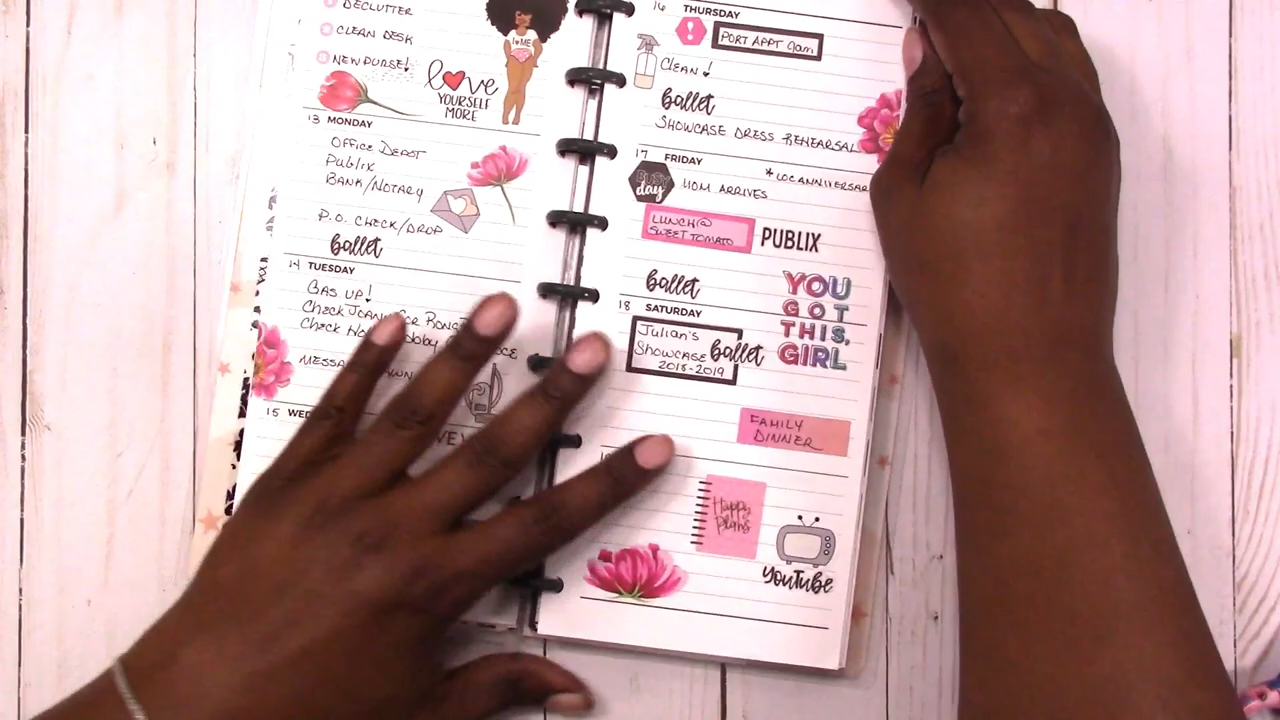 DECLUTTER
CLEAN DESK
NEW PURSE!
I ♥ ME
love
YOURSELF
MORE
13 MONDAY
OFFICE DEPOT
PUBLIX
BANK/NOTARY
P.O. CHECK/DROP
ballet
14 TUESDAY
GAS UP!
CHECK
CHECK
15 WED
16 THURSDAY
!
PORT APPT 9am
CLEAN!
ballet
SHOWCASE DRESS REHEARSAL
17 FRIDAY
* LOC ANNIVERSAR
BUSY
day
MOM ARRIVES
LUNCH @
SWEET TOMATO
PUBLIX
ballet
18 SATURDAY
Julian's
Showcase ballet
2018-2019
YOU
GOT
THIS,
GIRL
FAMILY
DINNER
Happy
Plans
youtube